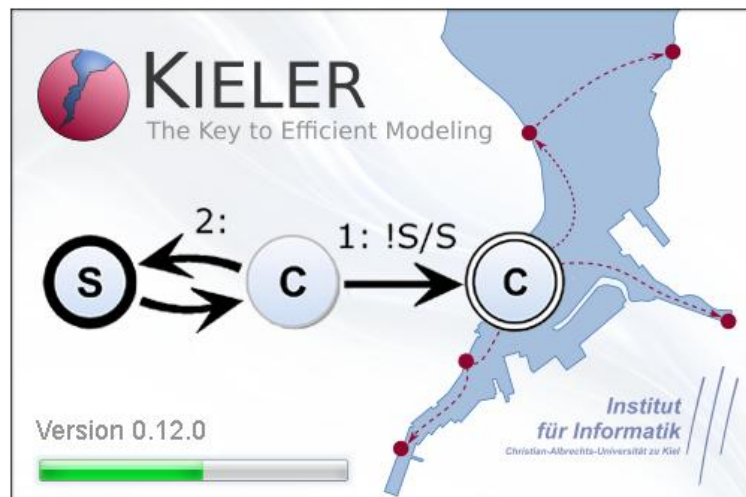 KIELER
The Key to Efficient Modeling
2:
1: !S/S
S
C
C
Version 0.12.0
Institut
für Informatik
Christian-Albrechts-Universität zu Kiel